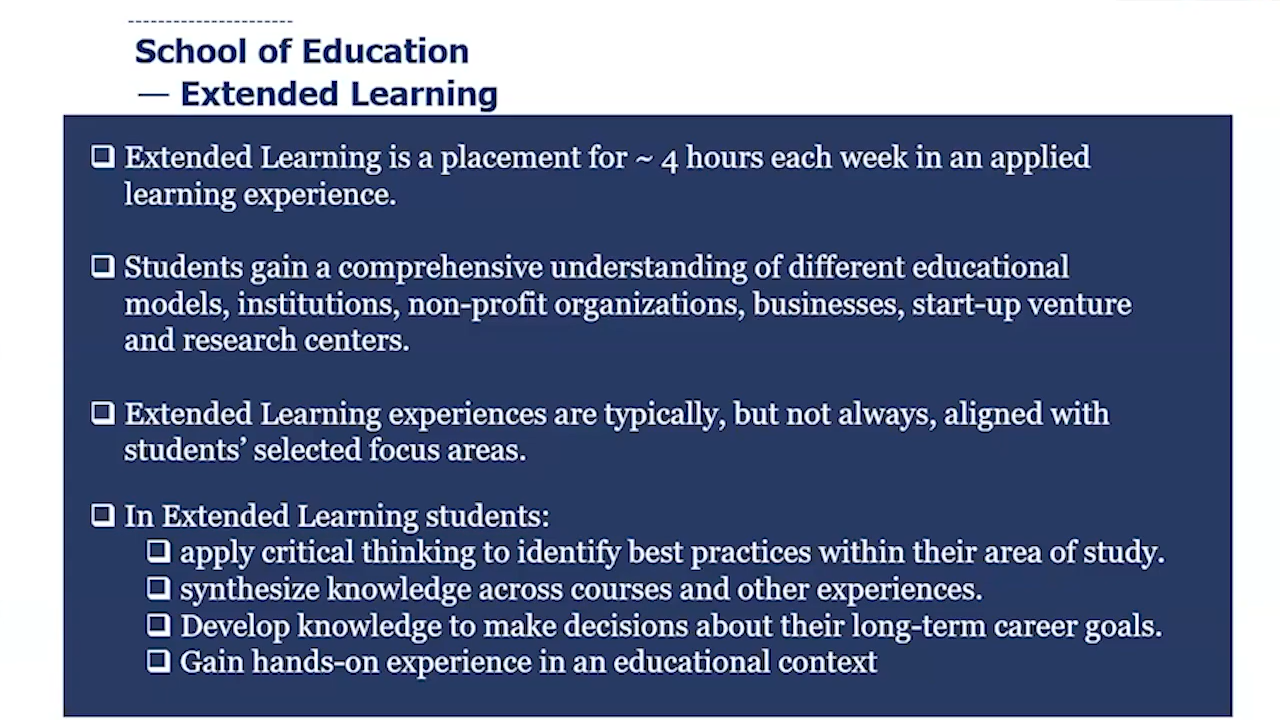 School of Education
— Extended Learning
❑ Extended Learning is a placement for ~ 4 hours each week in an applied
learning experience.
❑ Students gain a comprehensive understanding of different educational
models, institutions, non-profit organizations, businesses, start-up venture
and research centers.
❑ Extended Learning experiences are typically, but not always, aligned with
students’ selected focus areas.
❑ In Extended Learning students:
❑ apply critical thinking to identify best practices within their area of study.
❑ synthesize knowledge across courses and other experiences.
❑ Develop knowledge to make decisions about their long-term career goals.
❑ Gain hands-on experience in an educational context